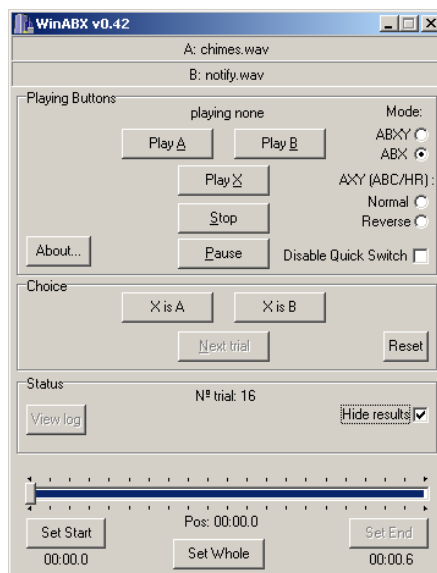 WinABX v0.42
A: chimes.wav
B: notify.wav
Playing Buttons
playing none
Mode:
Play A
Play B
ABXY
ABX
Play X
AXY (ABC/HR) :
Normal
Stop
Reverse
About...
Pause
Disable Quick Switch
Choice
X is A
X is B
Next trial
Reset
Status
Nº trial: 16
View log
Hide results
Pos: 00:00.0
Set Start
Set End
Set Whole
00:00.0
00:00.6